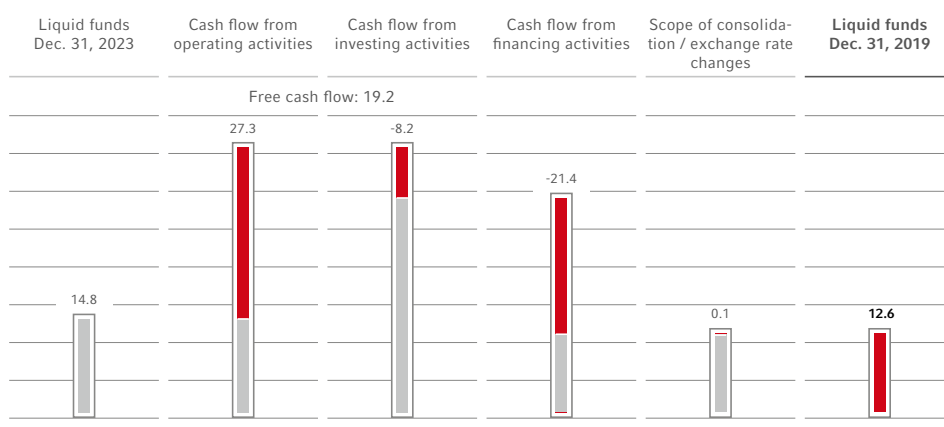 Liquid funds
Dec. 31, 2023
Cash flow from
operating activities
Cash flow from
investing activities
Cash flow from
financing activities
Scope of consolida-
tion / exchange rate
changes
Liquid funds
Dec. 31, 2019
Free cash flow: 19.2
27.3
-8.2
-21.4
14.8
0.1
12.6